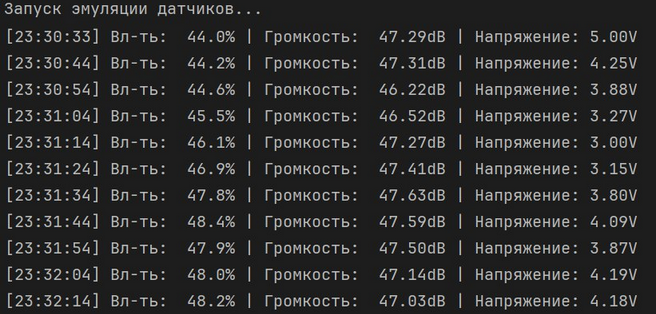 Запуск эмуляции датчиков...
[23:30:33] Вл-ть:  44.0% | Громкость:  47.29dB | Напряжение: 5.00V
[23:30:44] Вл-ть:  44.2% | Громкость:  47.31dB | Напряжение: 4.25V
[23:30:54] Вл-ть:  44.6% | Громкость:  46.22dB | Напряжение: 3.88V
[23:31:04] Вл-ть:  45.5% | Громкость:  46.52dB | Напряжение: 3.27V
[23:31:14] Вл-ть:  46.1% | Громкость:  47.27dB | Напряжение: 3.00V
[23:31:24] Вл-ть:  46.9% | Громкость:  47.41dB | Напряжение: 3.15V
[23:31:34] Вл-ть:  47.8% | Громкость:  47.63dB | Напряжение: 3.80V
[23:31:44] Вл-ть:  48.4% | Громкость:  47.59dB | Напряжение: 4.09V
[23:31:54] Вл-ть:  47.9% | Громкость:  47.50dB | Напряжение: 3.87V
[23:32:04] Вл-ть:  48.0% | Громкость:  47.14dB | Напряжение: 4.19V
[23:32:14] Вл-ть:  48.2% | Громкость:  47.03dB | Напряжение: 4.18V